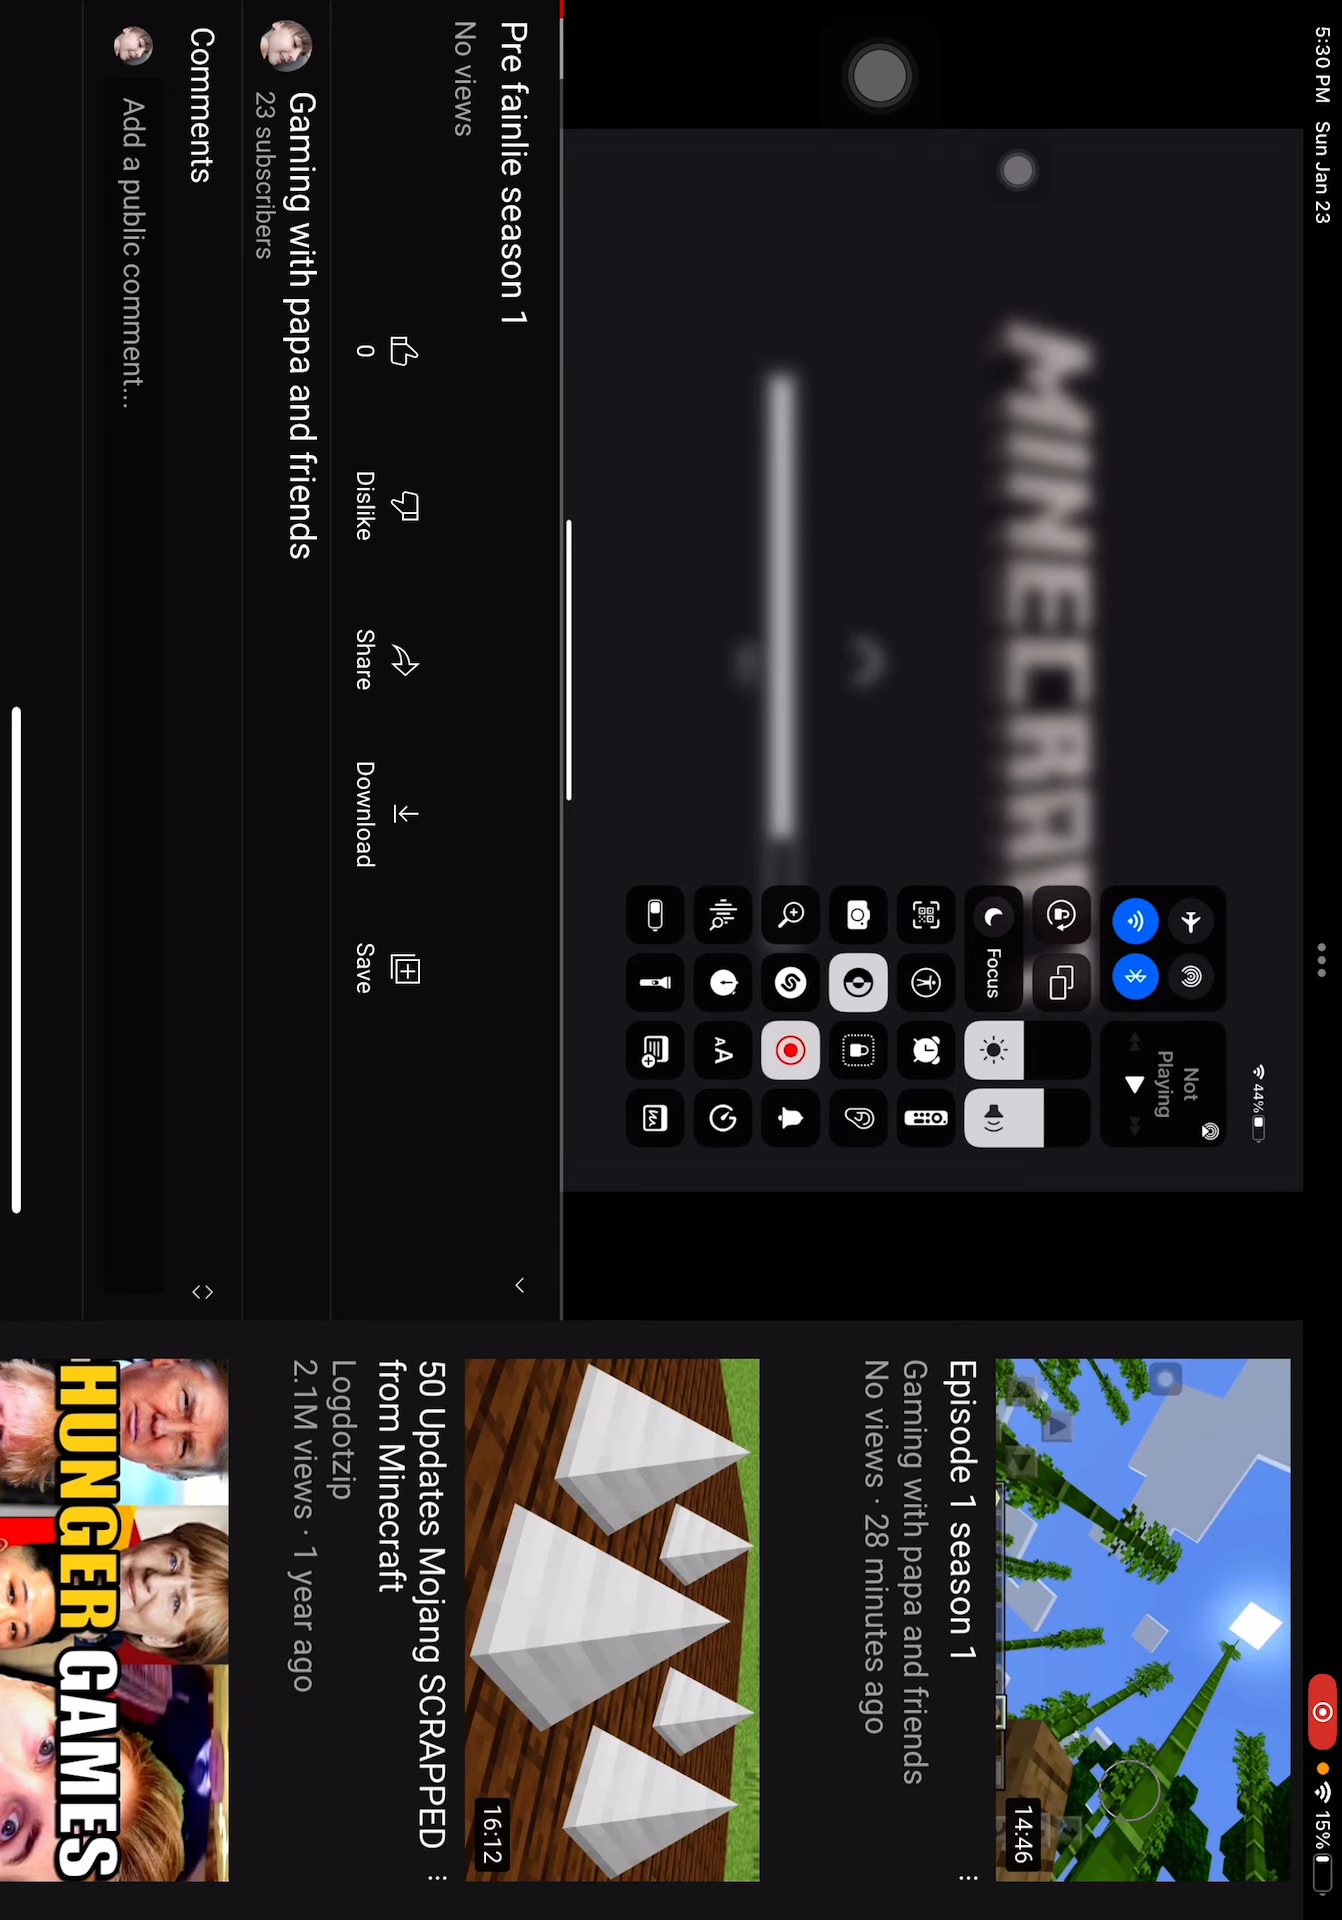 5:30 PM Sun Jan 23
15%
44%
Not
Playing
Focus
AA
MINECRAF
Pre fainlie season 1
No views
0
Dislike
Share
Download
Save
Gaming with papa and friends
23 subscribers
Comments
Add a public comment...
14:46
Episode 1 season 1
Gaming with papa and friends
No views · 28 minutes ago
16:12
50 Updates Mojang SCRAPPED
from Minecraft
Logdotzip
2.1M views · 1 year ago
HUNGER GAMES